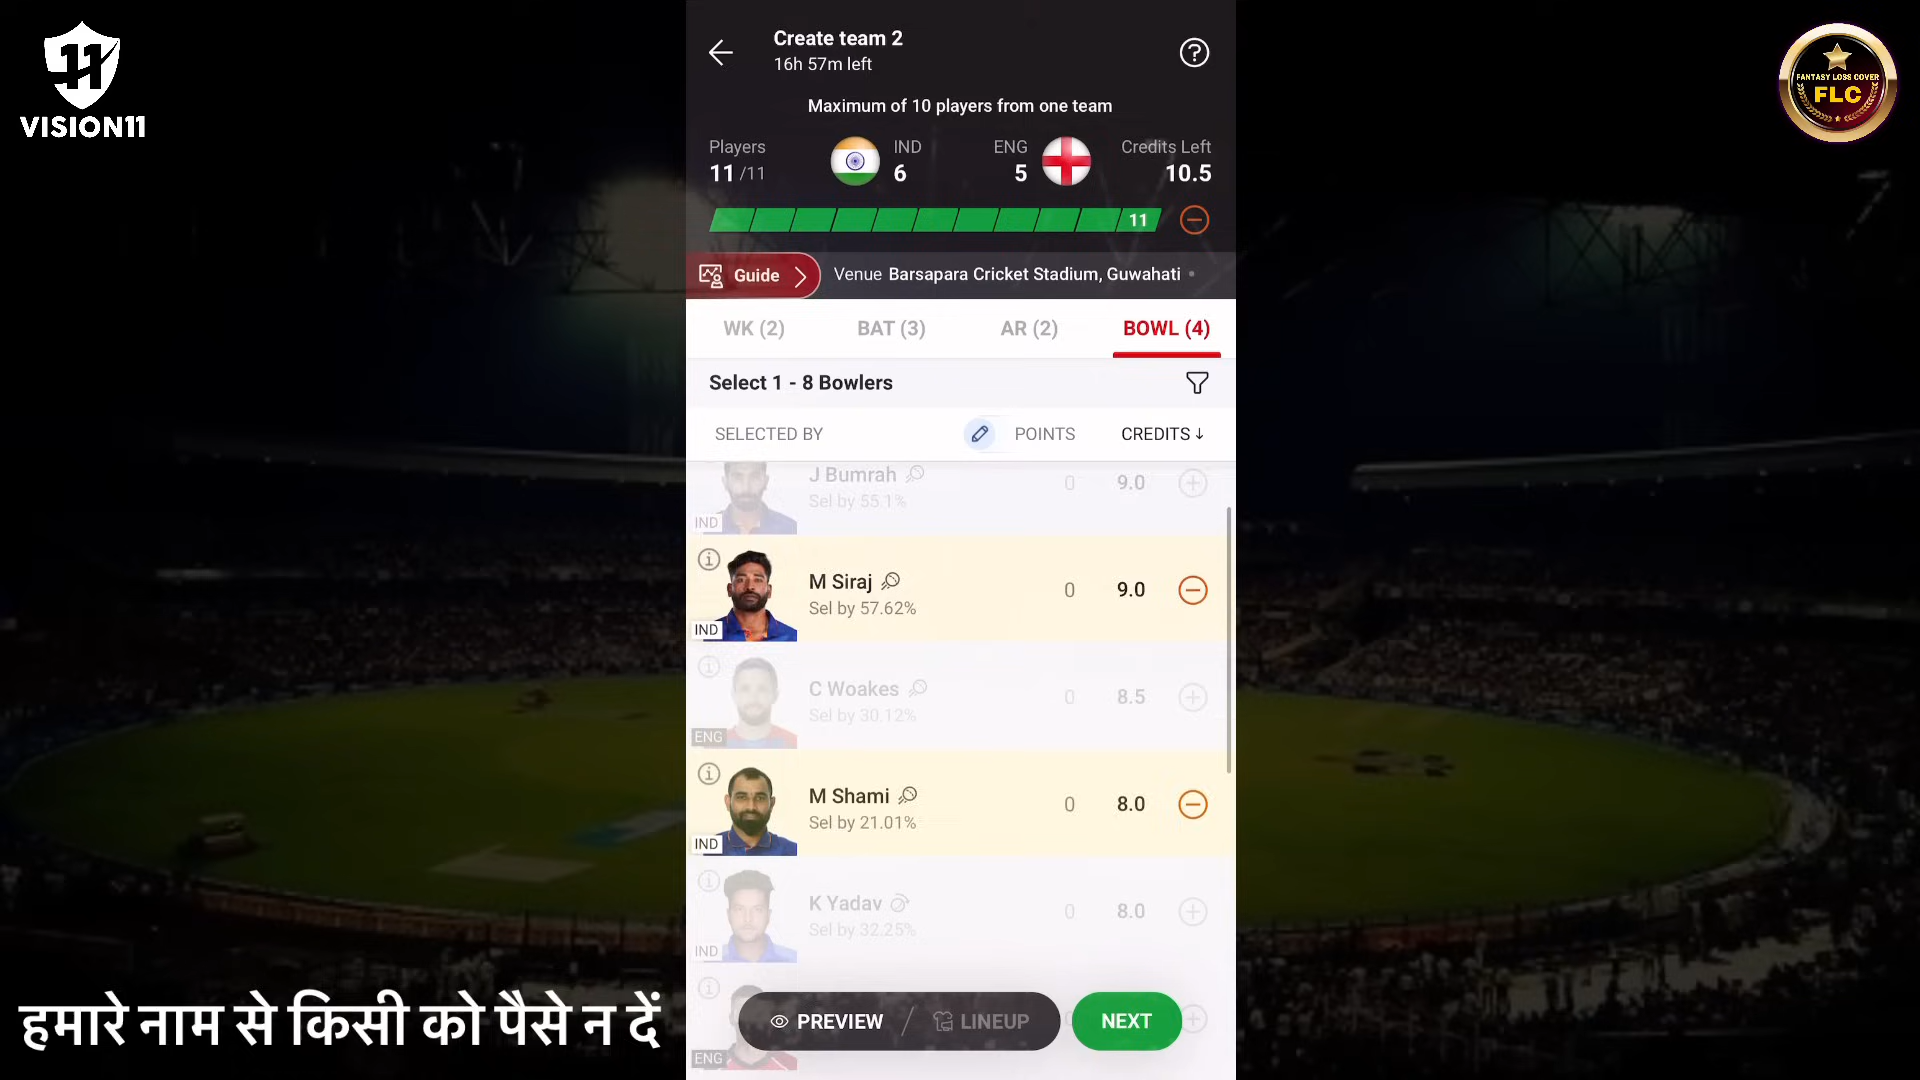 VISION11
FANTASY LOSS COVER
FLC
Create team 2
16h 57m left
Maximum of 10 players from one team
Players
11/11
IND
6
ENG
5
Credits Left
10.5
11
Guide
Venue Barsapara Cricket Stadium, Guwahati
WK (2) BAT (3) AR (2) BOWL (4)
Select 1 - 8 Bowlers
SELECTED BY POINTS CREDITS↓
J Bumrah 0 9.0
Sel by 55.1%
IND
M Siraj 0 9.0
Sel by 57.62%
IND
C Woakes 0 8.5
Sel by 30.12%
ENG
M Shami 0 8.0
Sel by 21.01%
IND
K Yadav 0 8.0
Sel by 32.25%
IND
PREVIEW / LINEUP NEXT
ENG
हमारे नाम से किसी को पैसे न दें